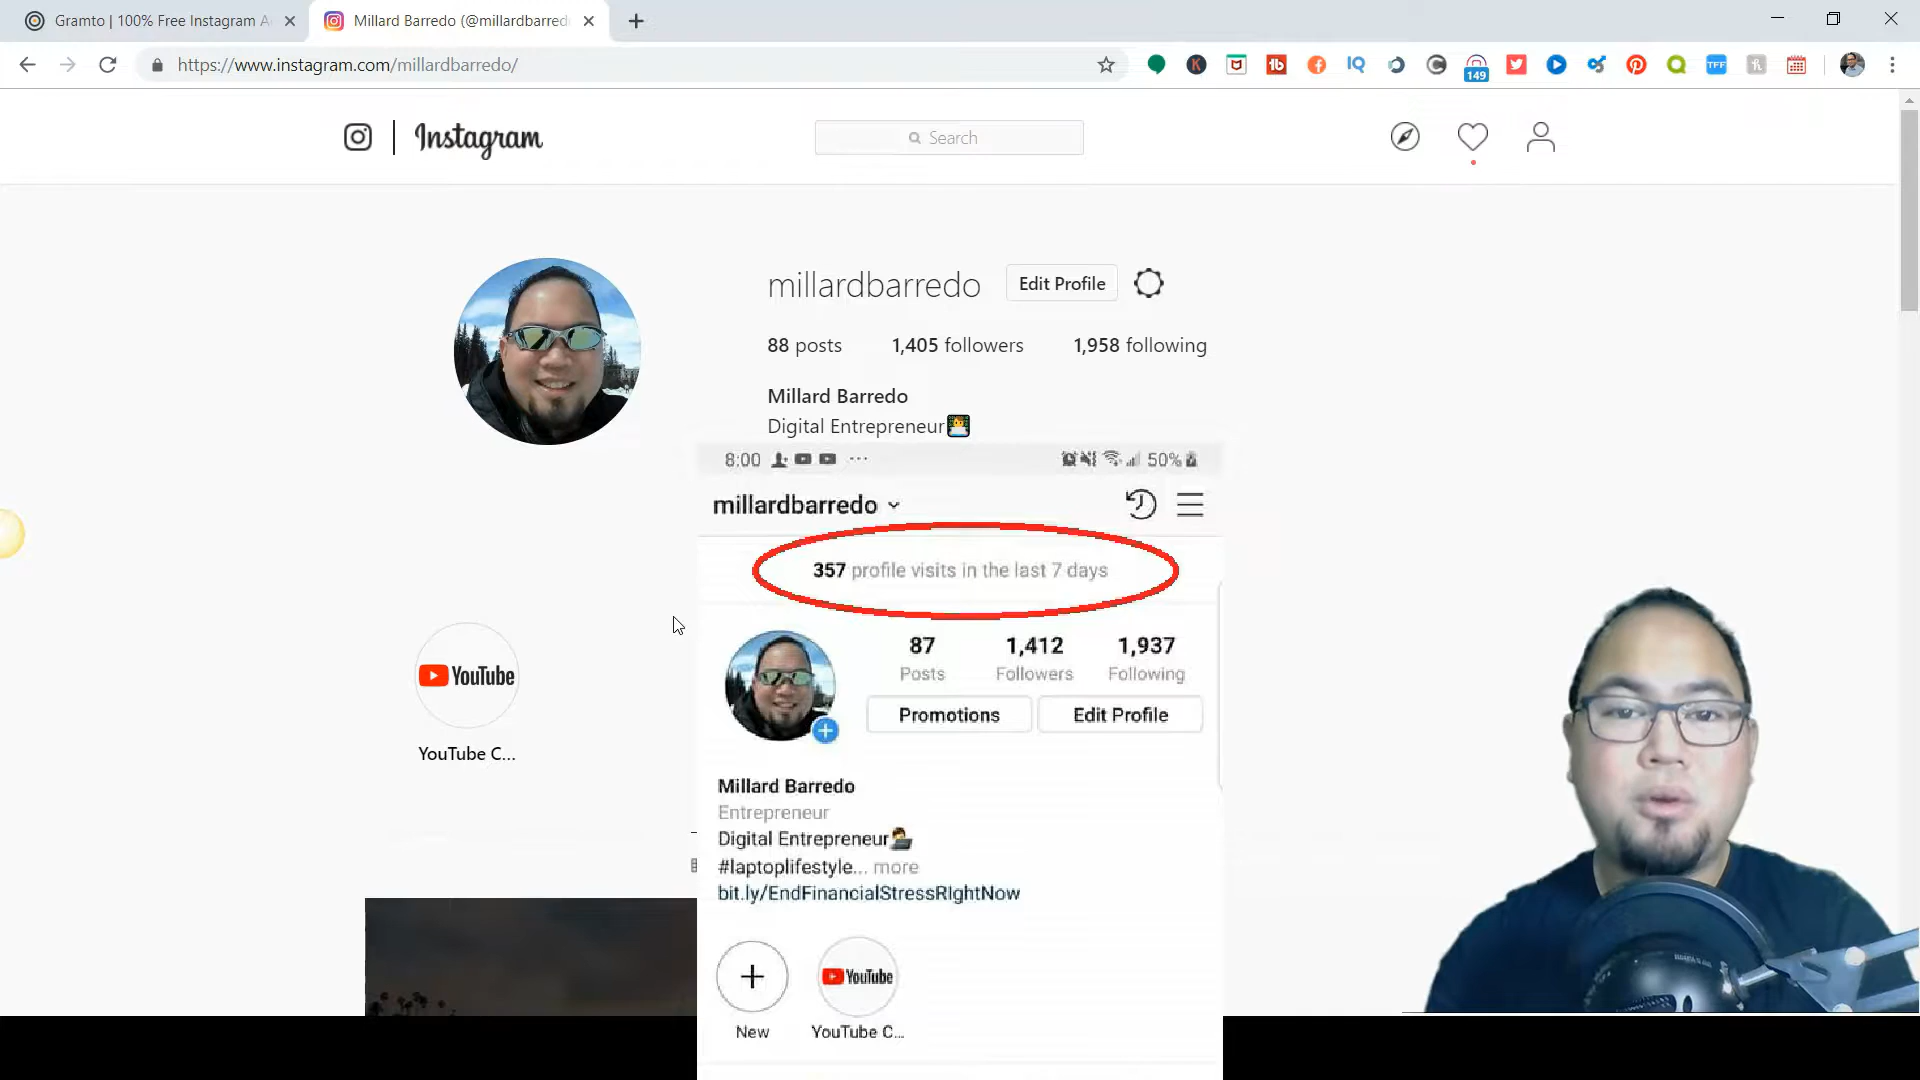 Gramto | 100% Free Instagram A
Millard Barredo (@millardbarred
https://www.instagram.com/millardbarredo/
149
TFF
Instagram
Search
millardbarredo
Edit Profile
88 posts
1,405 followers
1,958 following
Millard Barredo
Digital Entrepreneur
8:00
50%
millardbarredo
357 profile visits in the last 7 days
87
1,412
1,937
Posts
Followers
Following
Promotions
Edit Profile
YouTube
YouTube C...
Millard Barredo
Entrepreneur
Digital Entrepreneur
#laptoplifestyle... more
bit.ly/EndFinancialStressRIghtNow
YouTube
New
YouTube C...